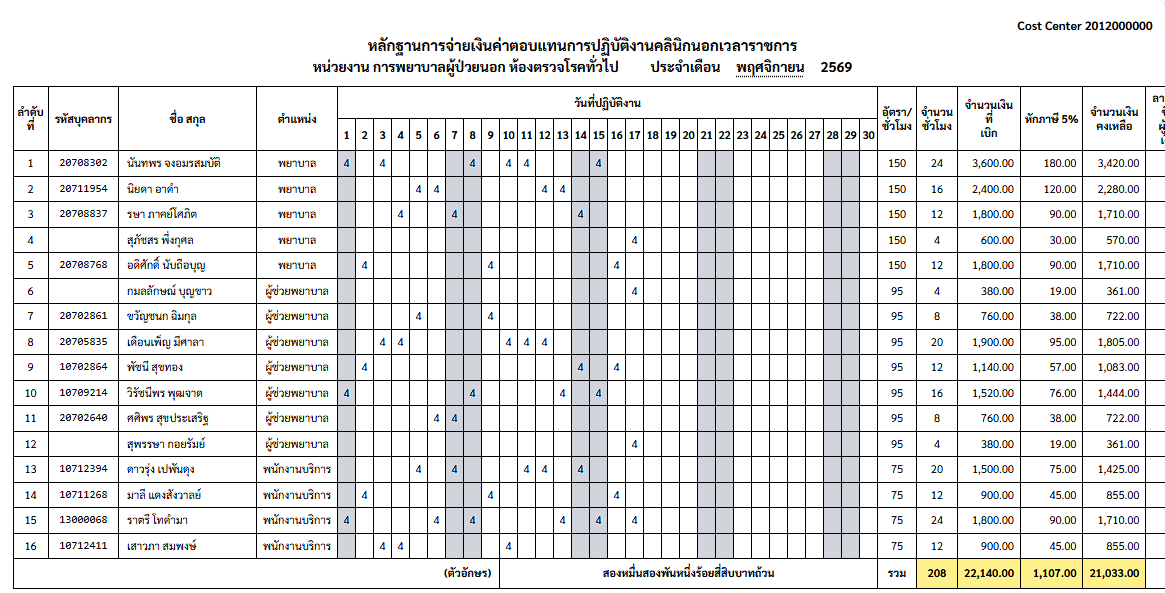 Cost Center 2012000000
หลักฐานการจ่ายเงินค่าตอบแทนการปฏิบัติงานคลินิกนอกเวลาราชการ
หน่วยงาน การพยาบาลผู้ป่วยนอก ห้องตรวจโรคทั่วไป ประจำเดือน พฤศจิกายน 2569
ลำดับที่ รหัสบุคลากร ชื่อ สกุล ตำแหน่ง วันที่ปฏิบัติงาน อัตรา/ชั่วโมง จำนวนชั่วโมง จำนวนเงินที่เบิก หักภาษี 5% จำนวนเงินคงเหลือ
1 2 3 4 5 6 7 8 9 10 11 12 13 14 15 16 17 18 19 20 21 22 23 24 25 26 27 28 29 30
1 20708302 นันทพร จงอมรสมบัติ พยาบาล 4 4 4 4 4 4 150 24 3,600.00 180.00 3,420.00
2 20711954 นิยดา อาดำ พยาบาล 4 4 4 4 150 16 2,400.00 120.00 2,280.00
3 20708837 รษา ภาคย์โศภิต พยาบาล 4 4 4 150 12 1,800.00 90.00 1,710.00
4 สุภัชสร พึ่งกุศล พยาบาล 4 150 4 600.00 30.00 570.00
5 20708768 อดิศักดิ์ นับถือบุญ พยาบาล 4 4 4 150 12 1,800.00 90.00 1,710.00
6 กมลลักษณ์ บุญขาว ผู้ช่วยพยาบาล 4 95 4 380.00 19.00 361.00
7 20702861 ขวัญชนก ฉิมกุล ผู้ช่วยพยาบาล 4 4 95 8 760.00 38.00 722.00
8 20705835 เดือนเพ็ญ มีศาลา ผู้ช่วยพยาบาล 4 4 4 4 4 95 20 1,900.00 95.00 1,805.00
9 10702864 พัชนี สุขทอง ผู้ช่วยพยาบาล 4 4 4 95 12 1,140.00 57.00 1,083.00
10 10709214 วิรัชนีพร พุฒจาด ผู้ช่วยพยาบาล 4 4 4 4 95 16 1,520.00 76.00 1,444.00
11 20702640 ศศิพร สุขประเสริฐ ผู้ช่วยพยาบาล 4 4 95 8 760.00 38.00 722.00
12 สุพรรษา กอยรัมย์ ผู้ช่วยพยาบาล 4 95 4 380.00 19.00 361.00
13 10712394 ดาวรุ่ง เปพันดุง พนักงานบริการ 4 4 4 4 4 75 20 1,500.00 75.00 1,425.00
14 10711268 มาลี แดงสังวาลย์ พนักงานบริการ 4 4 4 75 12 900.00 45.00 855.00
15 13000068 ราตรี โทดำมา พนักงานบริการ 4 4 4 4 4 4 75 24 1,800.00 90.00 1,710.00
16 10712411 เสาวภา สมพงษ์ พนักงานบริการ 4 4 4 75 12 900.00 45.00 855.00
(ตัวอักษร) สองหมื่นสองพันหนึ่งร้อยสี่สิบบาทถ้วน รวม 208 22,140.00 1,107.00 21,033.00